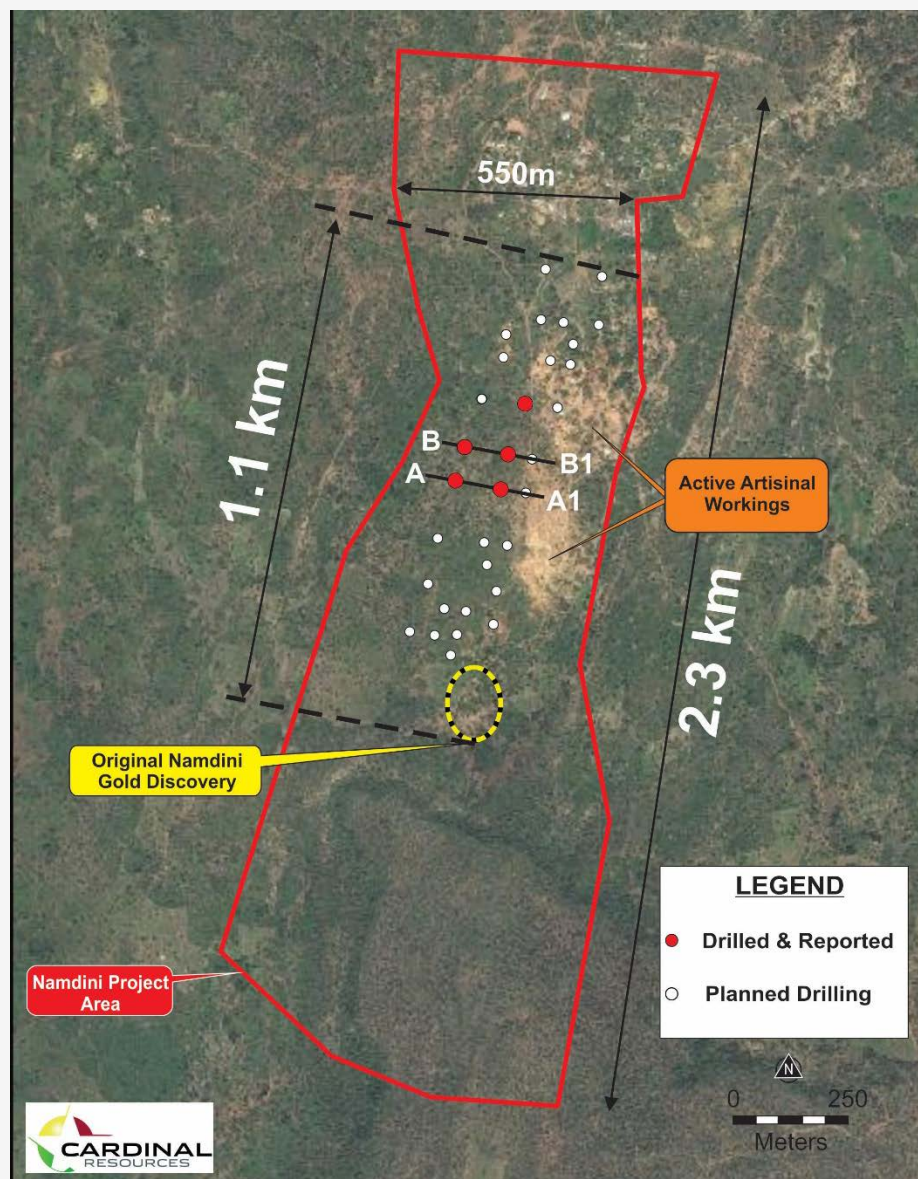 550m
1.1 km
B
B1
A
A1
Active Artisinal
Workings
2.3 km
Original Namdini
Gold Discovery
Namdini Project
Area
LEGEND
Drilled & Reported
Planned Drilling
N
0 250
Meters
CARDINAL
RESOURCES